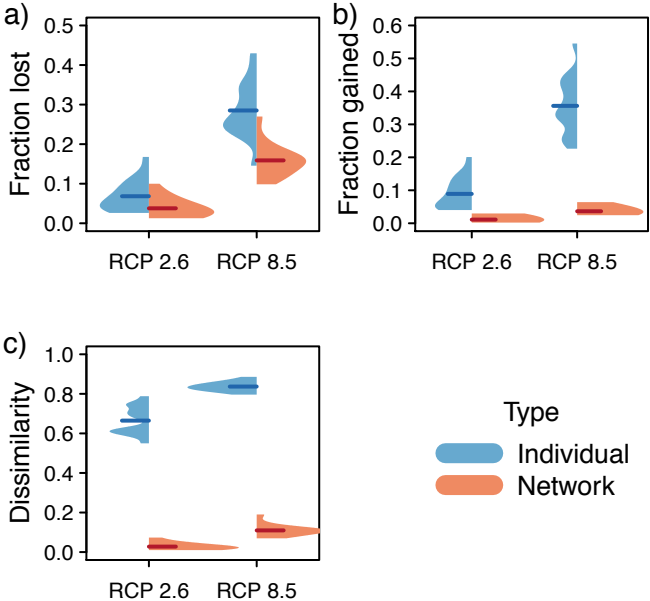 a)
Fraction lost
0.5
0.4
0.3
0.2
0.1
0.0
RCP 2.6 RCP 8.5
b)
Fraction gained
0.6
0.5
0.4
0.3
0.2
0.1
0.0
RCP 2.6 RCP 8.5
c)
Dissimilarity
1.0
0.8
0.6
0.4
0.2
0.0
RCP 2.6 RCP 8.5
Type
Individual
Network